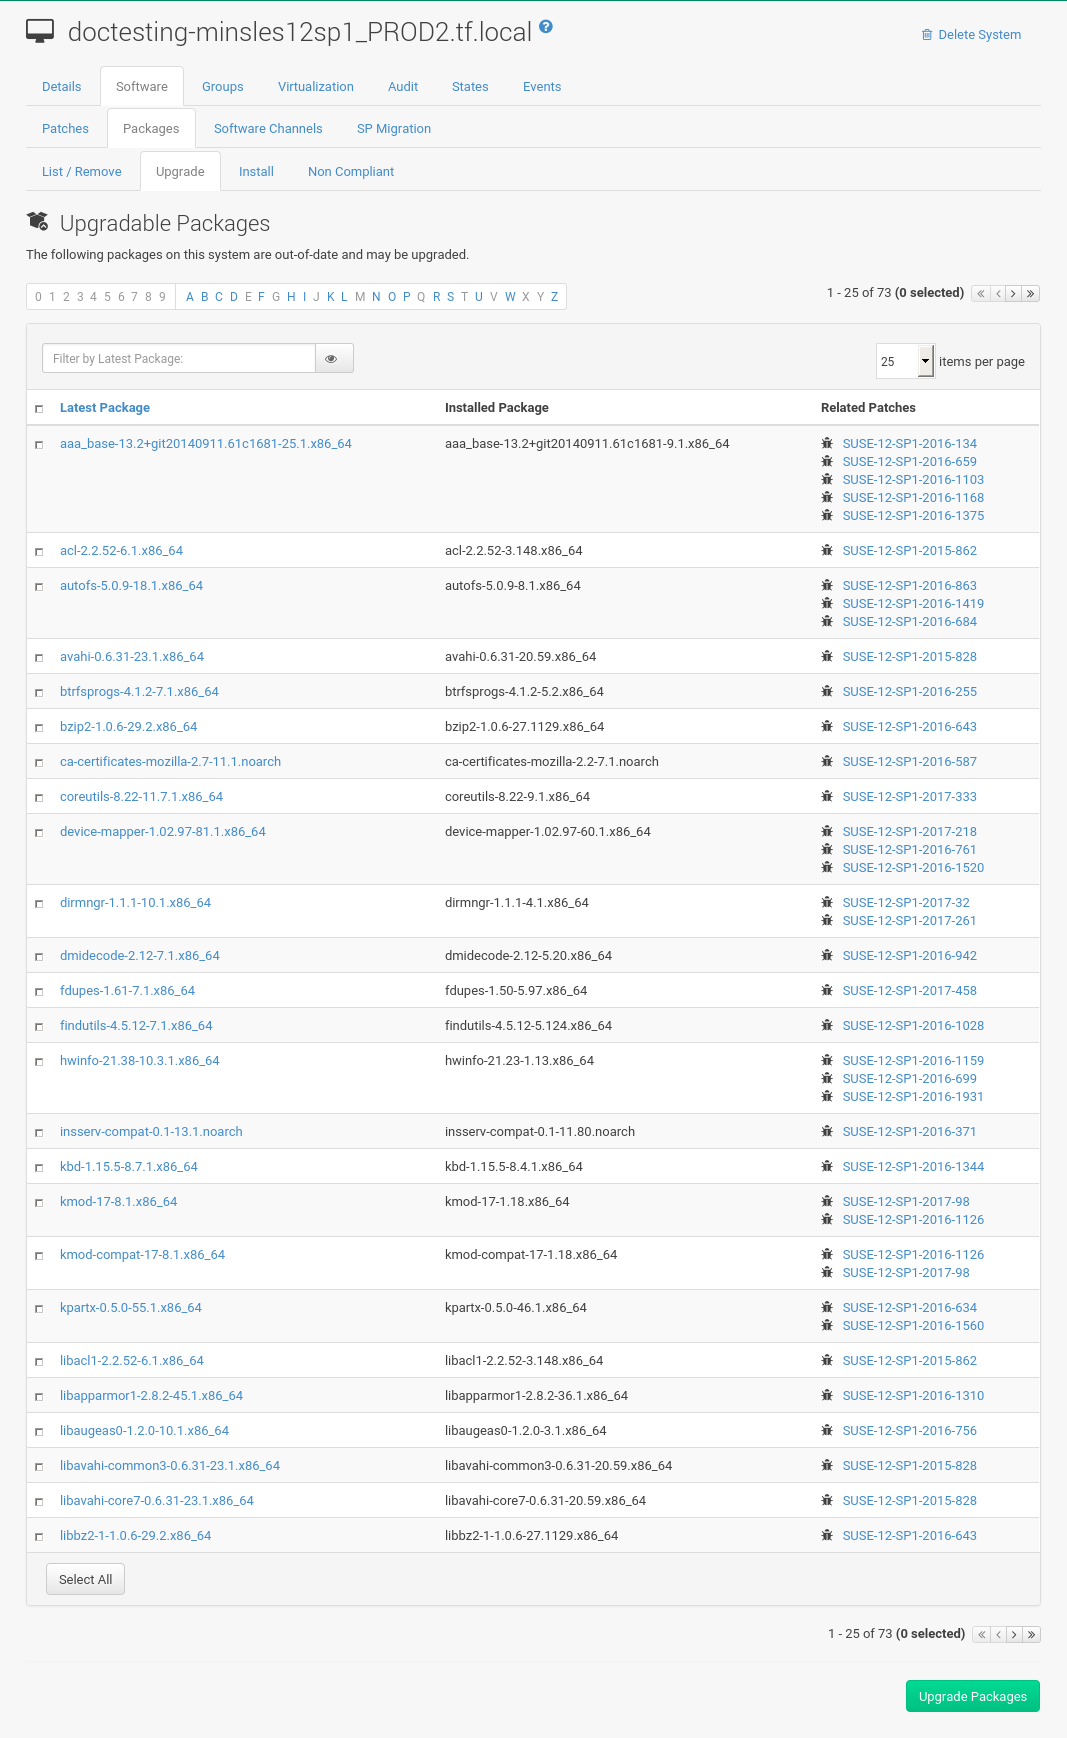 doctesting-minsles12sp1_PROD2.tf.local ?
Delete System
Details Software Groups Virtualization Audit States Events
Patches Packages Software Channels SP Migration
List / Remove Upgrade Install Non Compliant
Upgradable Packages
The following packages on this system are out-of-date and may be upgraded.
0 1 2 3 4 5 6 7 8 9 A B C D E F G H I J K L M N O P Q R S T U V W X Y Z
1 - 25 of 73 (0 selected)
Filter by Latest Package:
25 items per page
Latest Package Installed Package Related Patches
aaa_base-13.2+git20140911.61c1681-25.1.x86_64 aaa_base-13.2+git20140911.61c1681-9.1.x86_64 SUSE-12-SP1-2016-134
SUSE-12-SP1-2016-659
SUSE-12-SP1-2016-1103
SUSE-12-SP1-2016-1168
SUSE-12-SP1-2016-1375
acl-2.2.52-6.1.x86_64 acl-2.2.52-3.148.x86_64 SUSE-12-SP1-2015-862
autofs-5.0.9-18.1.x86_64 autofs-5.0.9-8.1.x86_64 SUSE-12-SP1-2016-863
SUSE-12-SP1-2016-1419
SUSE-12-SP1-2016-684
avahi-0.6.31-23.1.x86_64 avahi-0.6.31-20.59.x86_64 SUSE-12-SP1-2015-828
btrfsprogs-4.1.2-7.1.x86_64 btrfsprogs-4.1.2-5.2.x86_64 SUSE-12-SP1-2016-255
bzip2-1.0.6-29.2.x86_64 bzip2-1.0.6-27.1129.x86_64 SUSE-12-SP1-2016-643
ca-certificates-mozilla-2.7-11.1.noarch ca-certificates-mozilla-2.2-7.1.noarch SUSE-12-SP1-2016-587
coreutils-8.22-11.7.1.x86_64 coreutils-8.22-9.1.x86_64 SUSE-12-SP1-2017-333
device-mapper-1.02.97-81.1.x86_64 device-mapper-1.02.97-60.1.x86_64 SUSE-12-SP1-2017-218
SUSE-12-SP1-2016-761
SUSE-12-SP1-2016-1520
dirmngr-1.1.1-10.1.x86_64 dirmngr-1.1.1-4.1.x86_64 SUSE-12-SP1-2017-32
SUSE-12-SP1-2017-261
dmidecode-2.12-7.1.x86_64 dmidecode-2.12-5.20.x86_64 SUSE-12-SP1-2016-942
fdupes-1.61-7.1.x86_64 fdupes-1.50-5.97.x86_64 SUSE-12-SP1-2017-458
findutils-4.5.12-7.1.x86_64 findutils-4.5.12-5.124.x86_64 SUSE-12-SP1-2016-1028
hwinfo-21.38-10.3.1.x86_64 hwinfo-21.23-1.13.x86_64 SUSE-12-SP1-2016-1159
SUSE-12-SP1-2016-699
SUSE-12-SP1-2016-1931
insserv-compat-0.1-13.1.noarch insserv-compat-0.1-11.80.noarch SUSE-12-SP1-2016-371
kbd-1.15.5-8.7.1.x86_64 kbd-1.15.5-8.4.1.x86_64 SUSE-12-SP1-2016-1344
kmod-17-8.1.x86_64 kmod-17-1.18.x86_64 SUSE-12-SP1-2017-98
SUSE-12-SP1-2016-1126
kmod-compat-17-8.1.x86_64 kmod-compat-17-1.18.x86_64 SUSE-12-SP1-2016-1126
SUSE-12-SP1-2017-98
kpartx-0.5.0-55.1.x86_64 kpartx-0.5.0-46.1.x86_64 SUSE-12-SP1-2016-634
SUSE-12-SP1-2016-1560
libacl1-2.2.52-6.1.x86_64 libacl1-2.2.52-3.148.x86_64 SUSE-12-SP1-2015-862
libapparmor1-2.8.2-45.1.x86_64 libapparmor1-2.8.2-36.1.x86_64 SUSE-12-SP1-2016-1310
libaugeas0-1.2.0-10.1.x86_64 libaugeas0-1.2.0-3.1.x86_64 SUSE-12-SP1-2016-756
libavahi-common3-0.6.31-23.1.x86_64 libavahi-common3-0.6.31-20.59.x86_64 SUSE-12-SP1-2015-828
libavahi-core7-0.6.31-23.1.x86_64 libavahi-core7-0.6.31-20.59.x86_64 SUSE-12-SP1-2015-828
libbz2-1-1.0.6-29.2.x86_64 libbz2-1-1.0.6-27.1129.x86_64 SUSE-12-SP1-2016-643
Select All
1 - 25 of 73 (0 selected)
Upgrade Packages